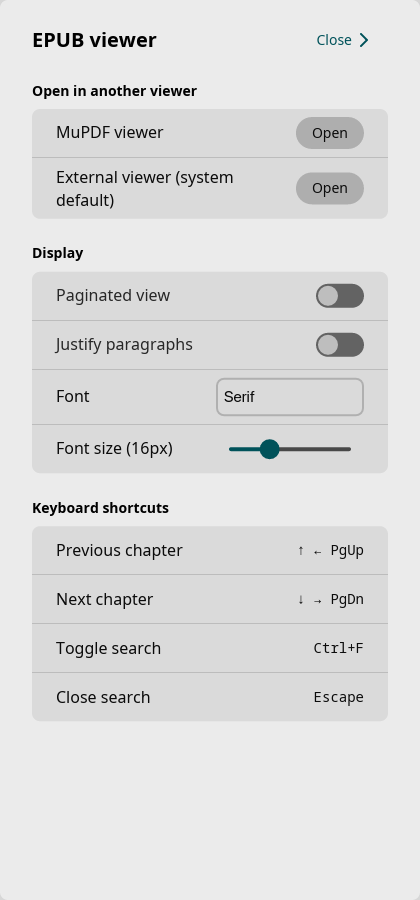 EPUB viewer
Close
Open in another viewer
MuPDF viewer
Open
External viewer (system
default)
Open
Display
Paginated view
Justify paragraphs
Font
Serif
Font size (16px)
Keyboard shortcuts
Previous chapter
↑ ← PgUp
Next chapter
↓ → PgDn
Toggle search
Ctrl+F
Close search
Escape